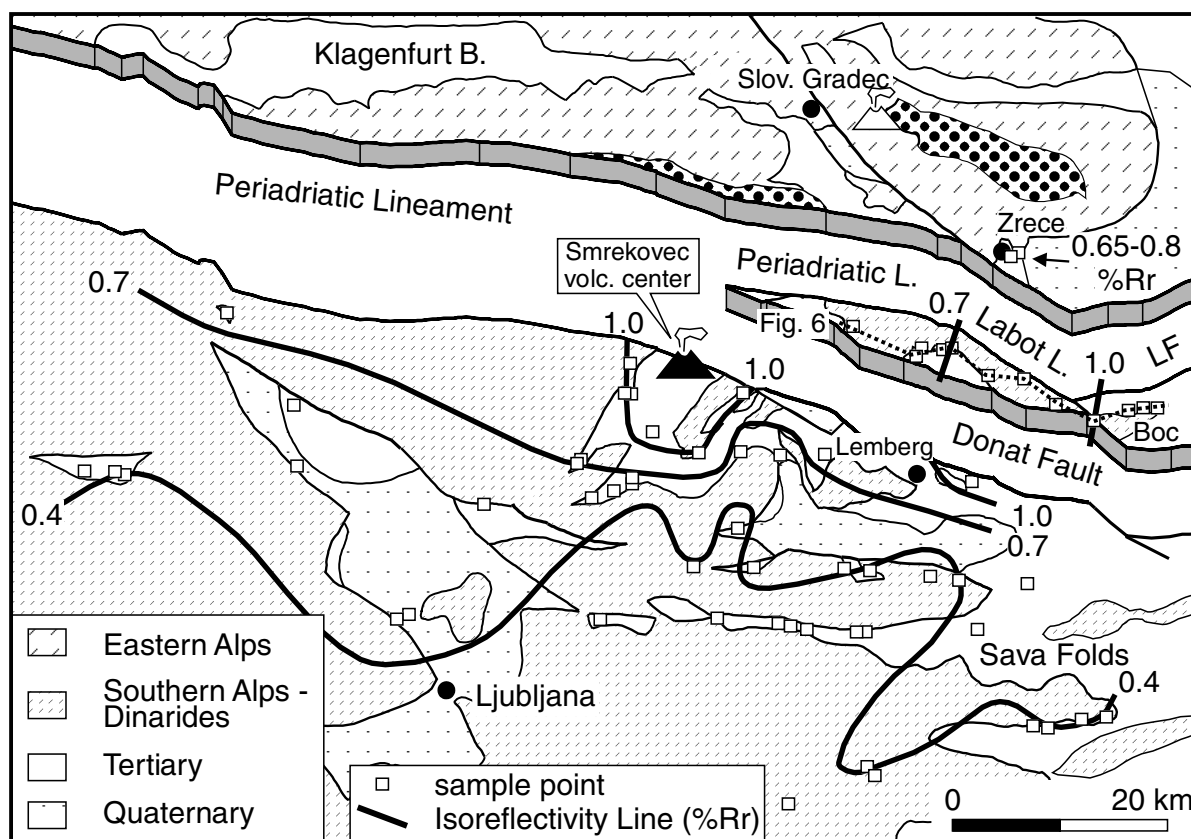 Klagenfurt B.
Slov. Gradec
Periadriatic Lineament
Zrece
0.65-0.8
%Rr
Smrekovec
volc. center
Periadriatic L.
0.7
0.7
Labot L.
LF
1.0
Fig. 6
1.0
1.0
Boc
Donat Fault
Lemberg
0.4
1.0
0.7
Sava Folds
0.4
Ljubljana
Eastern Alps
Southern Alps -
Dinarides
Tertiary
Quaternary
sample point
Isoreflectivity Line (%Rr)
0 20 km